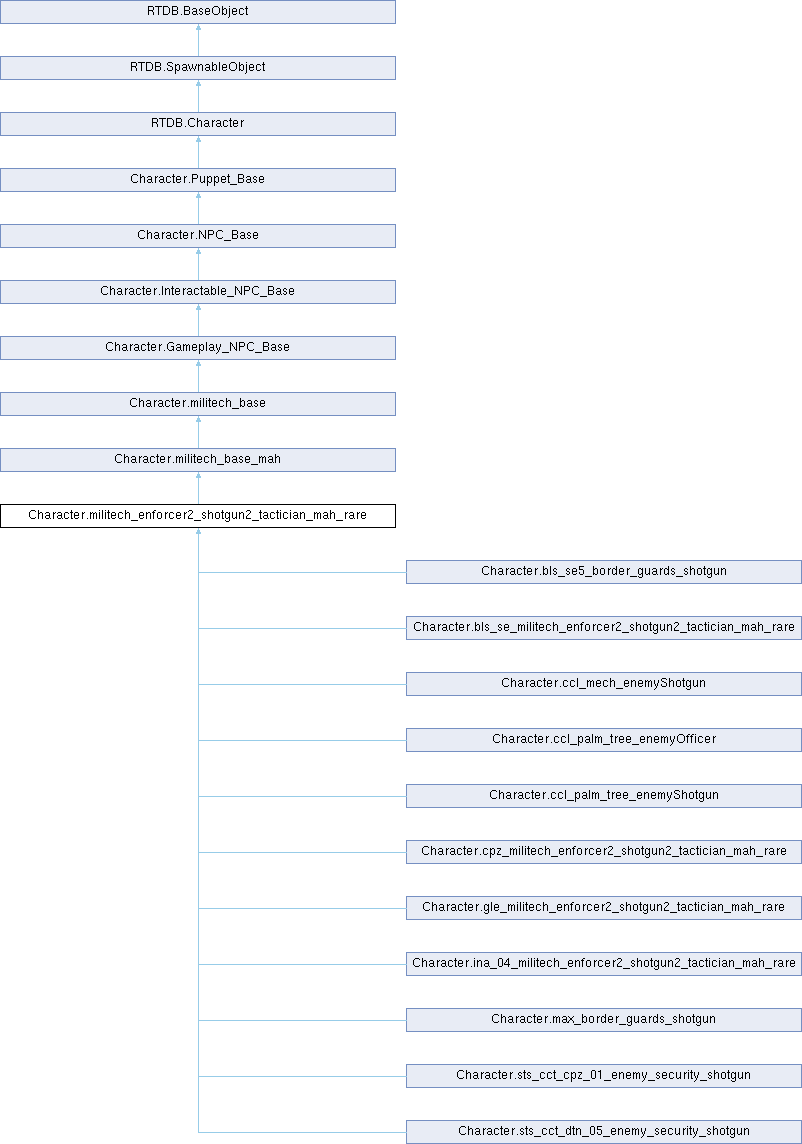 RTDB.BaseObject
RTDB.SpawnableObject
RTDB.Character
Character.Puppet_Base
Character.NPC_Base
Character.Interactable_NPC_Base
Character.Gameplay_NPC_Base
Character.militech_base
Character.militech_base_mah
Character.militech_enforcer2_shotgun2_tactician_mah_rare
Character.bls_se5_border_guards_shotgun
Character.bls_se_militech_enforcer2_shotgun2_tactician_mah_rare
Character.ccl_mech_enemyShotgun
Character.ccl_palm_tree_enemyOfficer
Character.ccl_palm_tree_enemyShotgun
Character.cpz_militech_enforcer2_shotgun2_tactician_mah_rare
Character.gle_militech_enforcer2_shotgun2_tactician_mah_rare
Character.ina_04_militech_enforcer2_shotgun2_tactician_mah_rare
Character.max_border_guards_shotgun
Character.sts_cct_cpz_01_enemy_security_shotgun
Character.sts_cct_dtn_05_enemy_security_shotgun